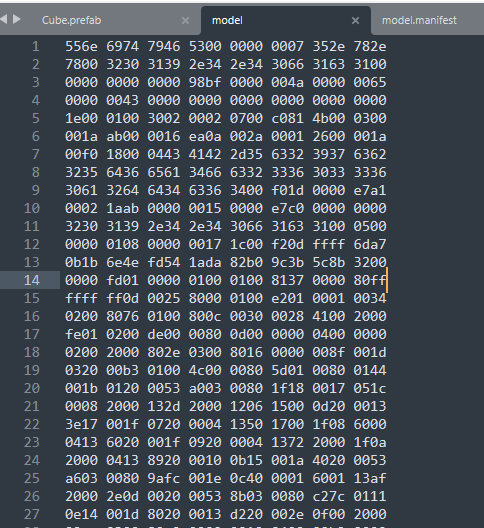 Cube.prefab × model × model.manifest
1 556e 6974 7946 5300 0000 0007 352e 782e
2 7800 3230 3139 2e34 2e34 3066 3163 3100
3 0000 0000 0000 98bf 0000 004a 0000 0065
4 0000 0043 0000 0000 0000 0000 0000 0000
5 1e00 0100 3002 0002 0700 c081 4b00 0300
6 001a ab00 0016 ea0a 002a 0001 2600 001a
7 00f0 1800 0443 4142 2d35 6332 3937 6362
8 3235 6436 6561 3466 6332 3336 3033 3336
9 3061 3264 6434 6336 3400 f01d 0000 e7a1
10 0002 1aab 0000 0015 0000 e7c0 0000 0000
11 3230 3139 2e34 2e34 3066 3163 3100 0500
12 0000 0108 0000 0017 1c00 f20d ffff 6da7
13 0b1b 6e4e fd54 1ada 82b0 9c3b 5c8b 3200
14 0000 fd01 0000 0100 0100 8137 0000 80ff
15 ffff ff0d 0025 8000 0100 e201 0001 0034
16 0200 8076 0100 800c 0030 0028 4100 2000
17 fe01 0200 de00 0080 0d00 0000 0400 0000
18 0200 2000 802e 0300 8016 0000 008f 001d
19 0320 00b3 0100 4c00 0080 5d01 0080 0144
20 001b 0120 0053 a003 0080 1f18 0017 051c
21 0008 2000 132d 2000 1206 1500 0d20 0013
22 3e17 001f 0720 0004 1350 1700 1f08 6000
23 0413 6020 001f 0920 0004 1372 2000 1f0a
24 2000 0413 8920 0010 0b15 001a 4020 0053
25 a603 0080 9afc 001e 0c40 0001 6001 13af
26 2000 2e0d 0020 0053 8b03 0080 c27c 0111
27 0e14 001d 8020 0013 d220 002e 0f00 2000